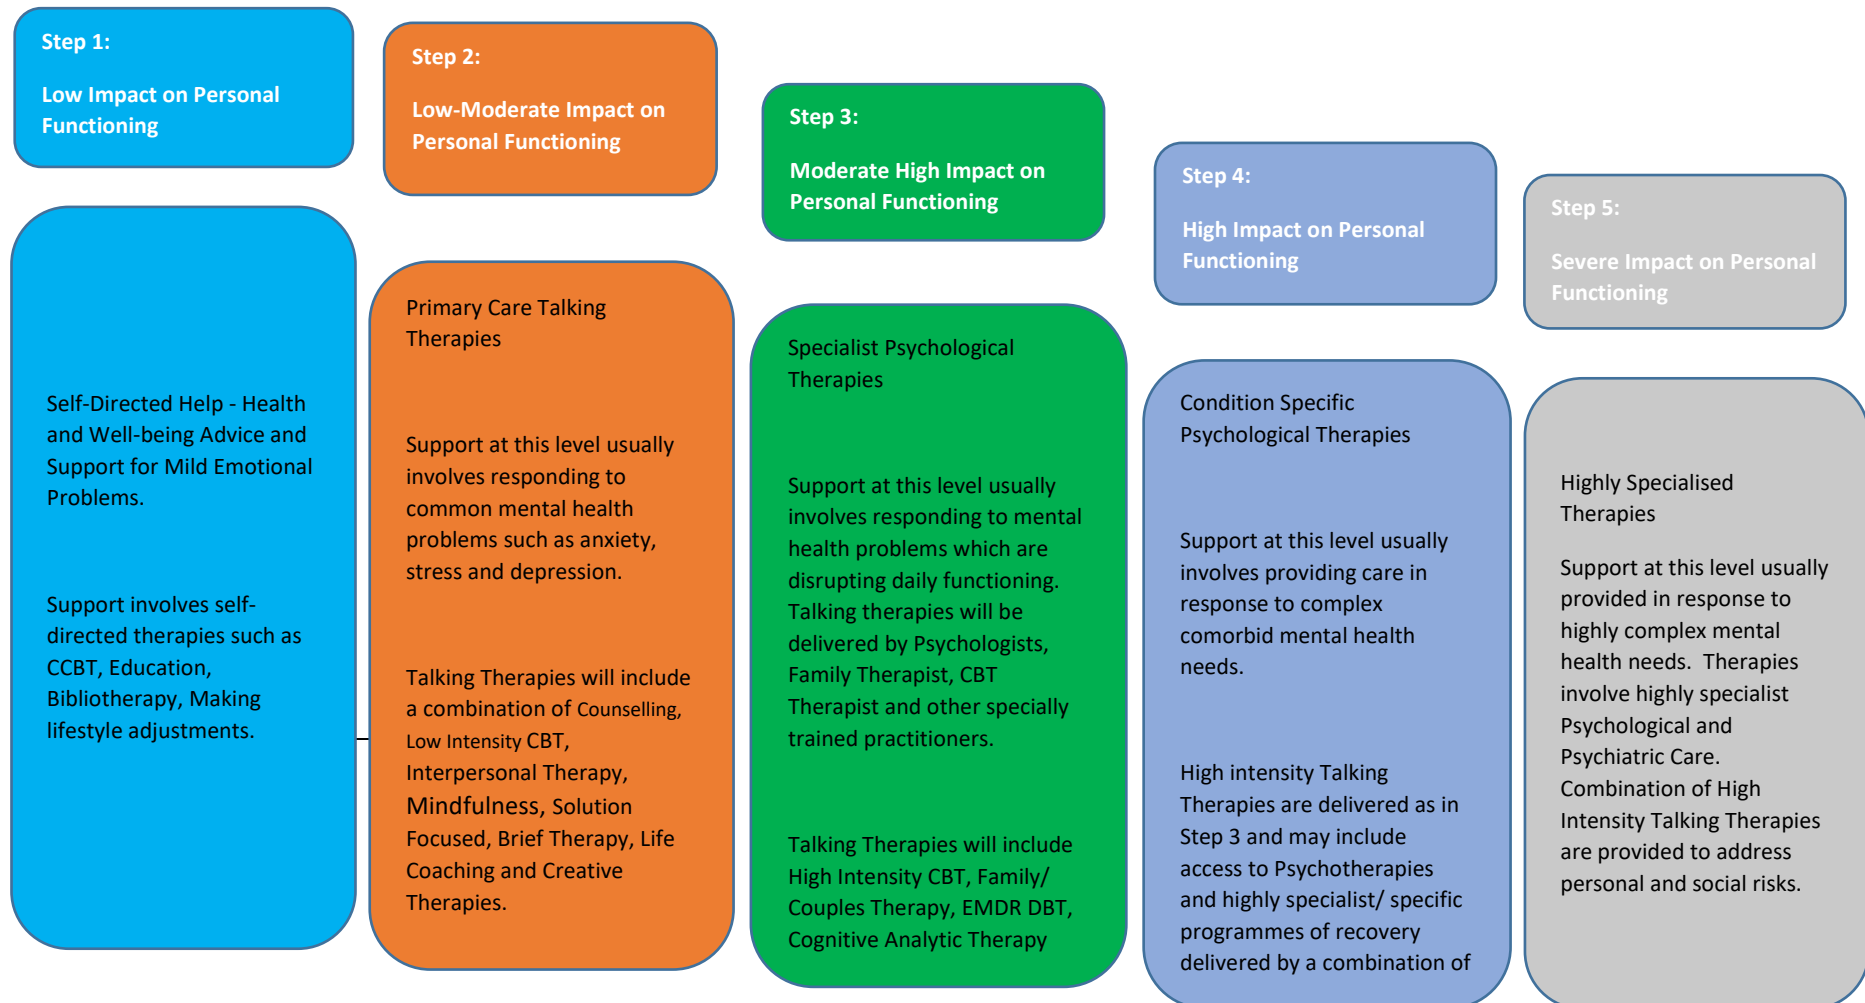 Step 1:
Low Impact on Personal
Functioning
Self-Directed Help - Health
and Well-being Advice and
Support for Mild Emotional
Problems.
Support involves self-
directed therapies such as
CCBT, Education,
Bibliotherapy, Making
lifestyle adjustments.
Step 2:
Low-Moderate Impact on
Personal Functioning
Primary Care Talking
Therapies
Support at this level usually
involves responding to
common mental health
problems such as anxiety,
stress and depression.
Talking Therapies will include
a combination of Counselling,
Low Intensity CBT,
Interpersonal Therapy,
Mindfulness, Solution
Focused, Brief Therapy, Life
Coaching and Creative
Therapies.
Step 3:
Moderate High Impact on
Personal Functioning
Specialist Psychological
Therapies
Support at this level usually
involves responding to mental
health problems which are
disrupting daily functioning.
Talking therapies will be
delivered by Psychologists,
Family Therapist, CBT
Therapist and other specially
trained practitioners.
Talking Therapies will include
High Intensity CBT, Family/
Couples Therapy, EMDR DBT,
Cognitive Analytic Therapy
Step 4:
High Impact on Personal
Functioning
Condition Specific
Psychological Therapies
Support at this level usually
involves providing care in
response to complex
comorbid mental health
needs.
High intensity Talking
Therapies are delivered as in
Step 3 and may include
access to Psychotherapies
and highly specialist/ specific
programmes of recovery
delivered by a combination of
Step 5:
Severe Impact on Personal
Functioning
Highly Specialised
Therapies
Support at this level usually
provided in response to
highly complex mental
health needs.  Therapies
involve highly specialist
Psychological and
Psychiatric Care.
Combination of High
Intensity Talking Therapies
are provided to address
personal and social risks.